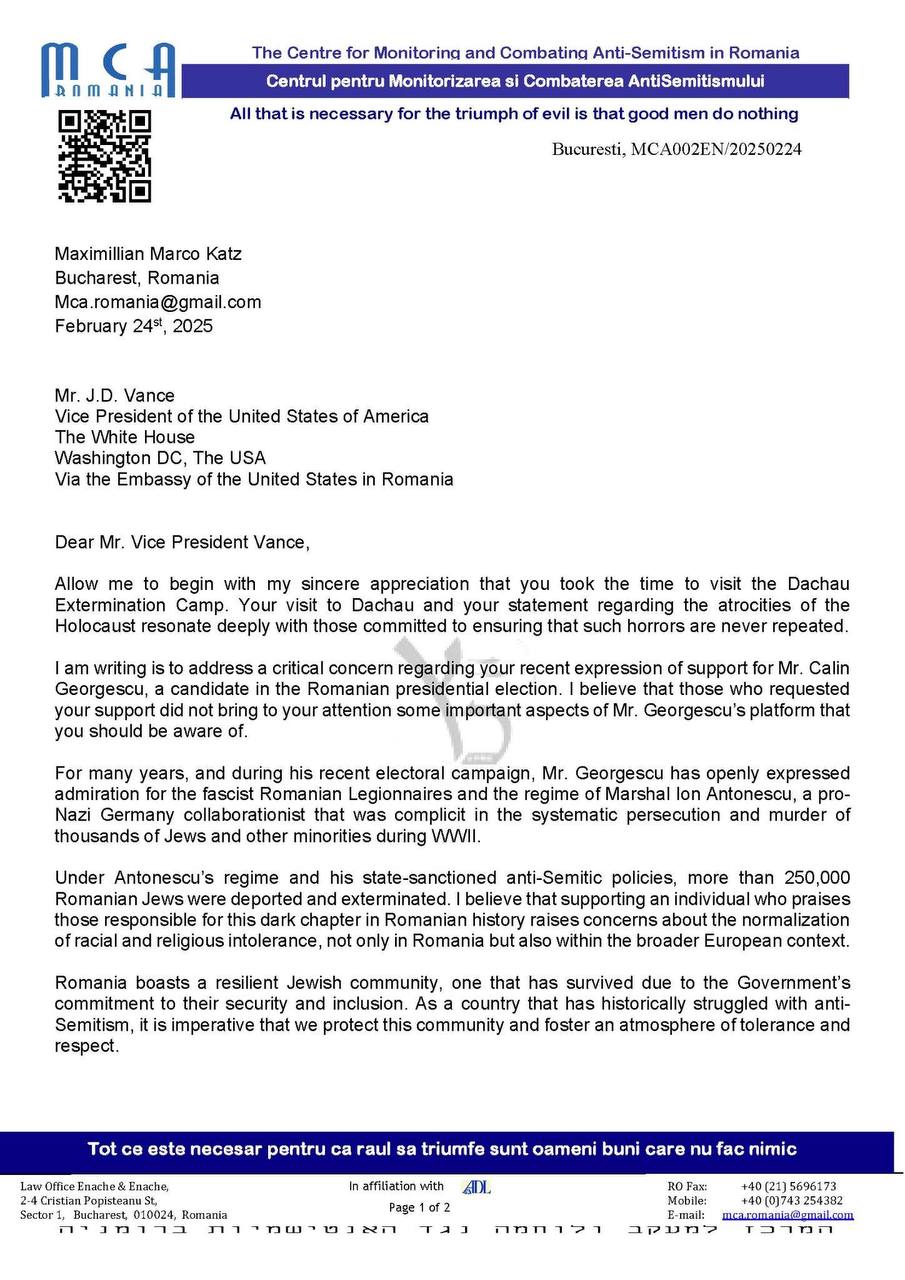 MCA
ROMANIA
The Centre for Monitoring and Combating Anti-Semitism in Romania
Centrul pentru Monitorizarea si Combaterea AntiSemitismului
All that is necessary for the triumph of evil is that good men do nothing
Bucuresti, MCA002EN/20250224
Maximillian Marco Katz
Bucharest, Romania
Mca.romania@gmail.com
February 24st, 2025
Mr. J.D. Vance
Vice President of the United States of America
The White House
Washington DC, The USA
Via the Embassy of the United States in Romania
Dear Mr. Vice President Vance,
Allow me to begin with my sincere appreciation that you took the time to visit the Dachau
Extermination Camp. Your visit to Dachau and your statement regarding the atrocities of the
Holocaust resonate deeply with those committed to ensuring that such horrors are never repeated.
I am writing is to address a critical concern regarding your recent expression of support for Mr. Calin
Georgescu, a candidate in the Romanian presidential election. I believe that those who requested
your support did not bring to your attention some important aspects of Mr. Georgescu's platform that
you should be aware of.
For many years, and during his recent electoral campaign, Mr. Georgescu has openly expressed
admiration for the fascist Romanian Legionnaires and the regime of Marshal Ion Antonescu, a pro-
Nazi Germany collaborationist that was complicit in the systematic persecution and murder of
thousands of Jews and other minorities during WWII.
Under Antonescu's regime and his state-sanctioned anti-Semitic policies, more than 250,000
Romanian Jews were deported and exterminated. I believe that supporting an individual who praises
those responsible for this dark chapter in Romanian history raises concerns about the normalization
of racial and religious intolerance, not only in Romania but also within the broader European context.
Romania boasts a resilient Jewish community, one that has survived due to the Government's
commitment to their security and inclusion. As a country that has historically struggled with anti-
Semitism, it is imperative that we protect this community and foster an atmosphere of tolerance and
respect.
Tot ce este necesar pentru ca raul sa triumfe sunt oameni buni care nu fac nimic
Law Office Enache & Enache,
2-4 Cristian Popisteanu St,
Sector 1, Bucharest, 010024, Romania
In affiliation with ADL
Page 1 of 2
RO Fax: +40 (21) 5696173
Mobile: +40 (0)743 254382
E-mail: mca.romania@gmail.com